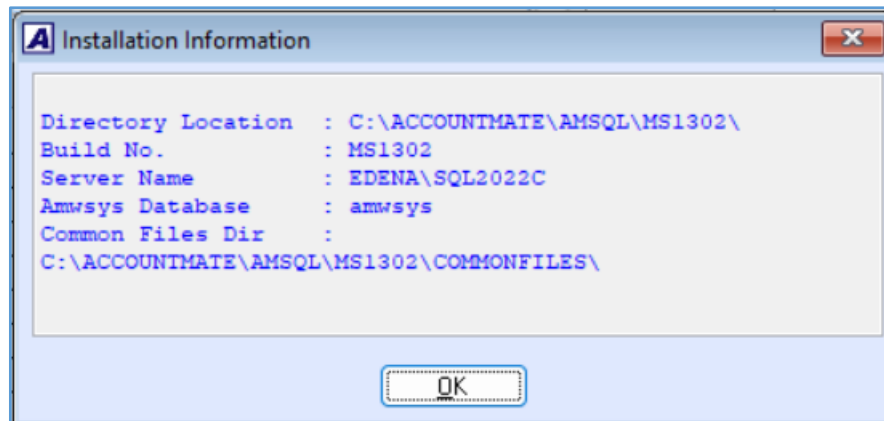 A Installation Information
Directory Location : C:\ACCOUNTMATE\AMSQL\MS1302\
Build No. : MS1302
Server Name : EDENA\SQL2022C
Amwsys Database : amwsys
Common Files Dir :
C:\ACCOUNTMATE\AMSQL\MS1302\COMMONFILES\
OK